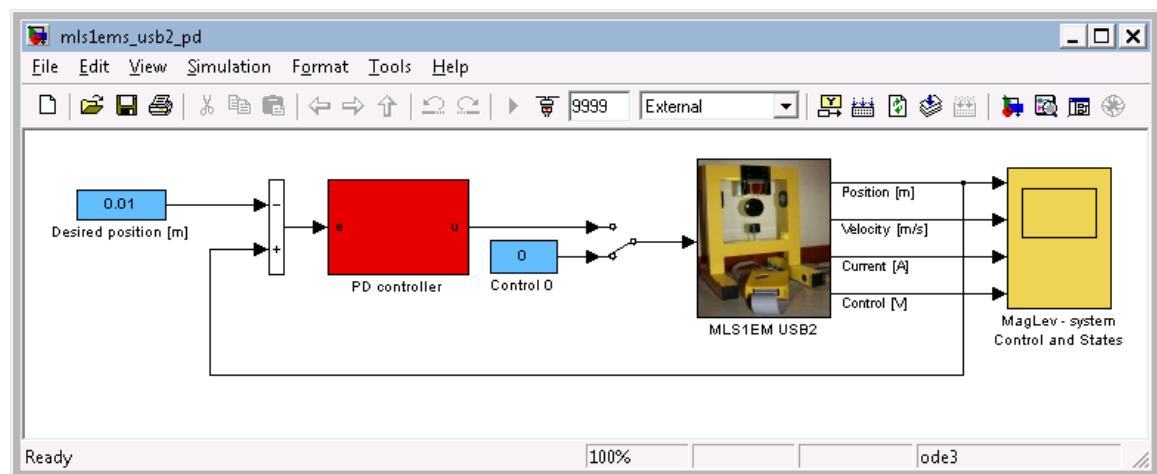 mls1ems_usb2_pd
File Edit View Simulation Format Tools Help
9999 External
0.01
Desired position [m]
−
+
e u
PD controller
0
Control 0
MLS1EM USB2
Position [m]
Velocity [m/s]
Current [A]
Control [V]
MagLev - system
Control and States
Ready 100% ode3